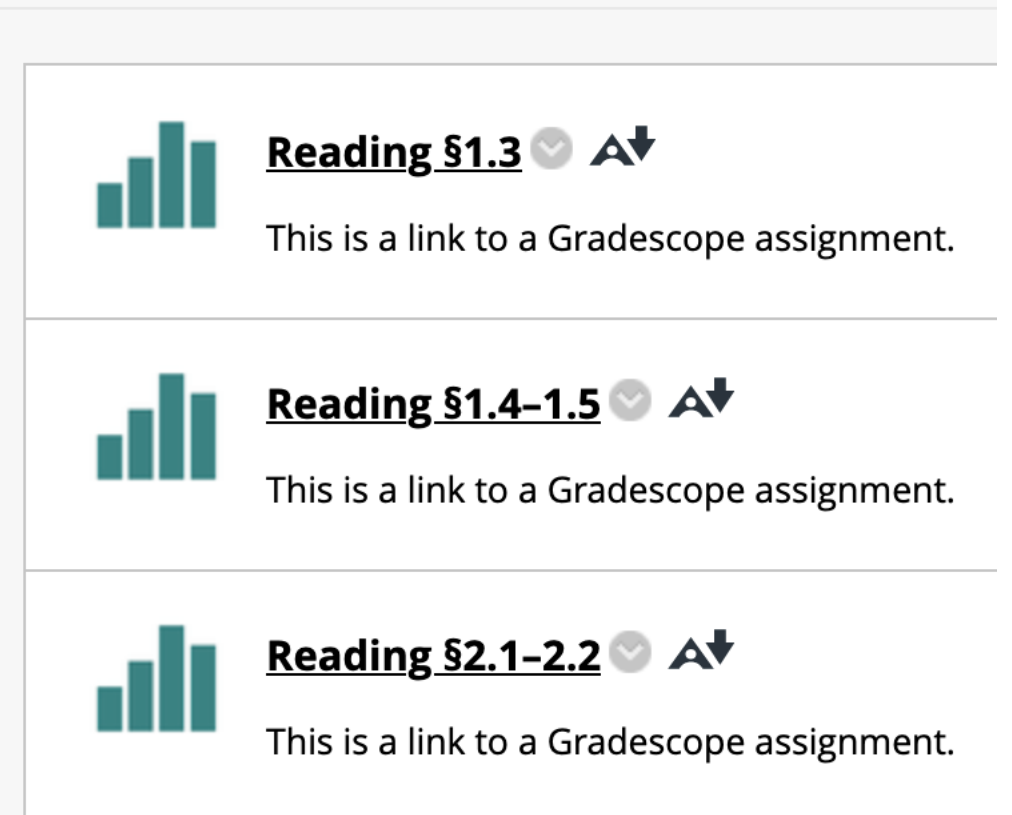 Reading §1.3
This is a link to a Gradescope assignment.
Reading §1.4–1.5
This is a link to a Gradescope assignment.
Reading §2.1–2.2
This is a link to a Gradescope assignment.